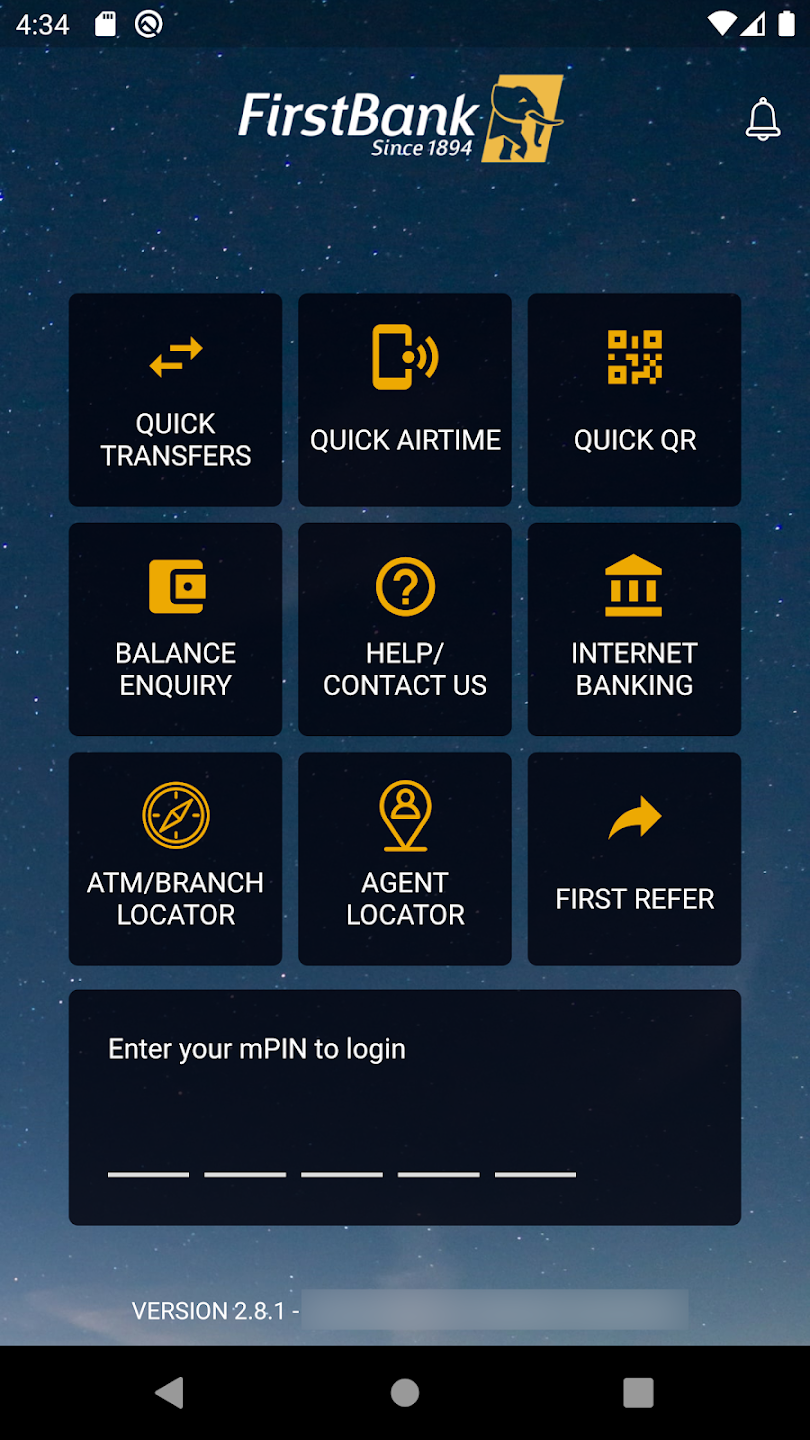 4:34
FirstBank
Since 1894
QUICK
TRANSFERS
QUICK AIRTIME
QUICK QR
BALANCE
ENQUIRY
HELP/
CONTACT US
INTERNET
BANKING
ATM/BRANCH
LOCATOR
AGENT
LOCATOR
FIRST REFER
Enter your mPIN to login
VERSION 2.8.1 -